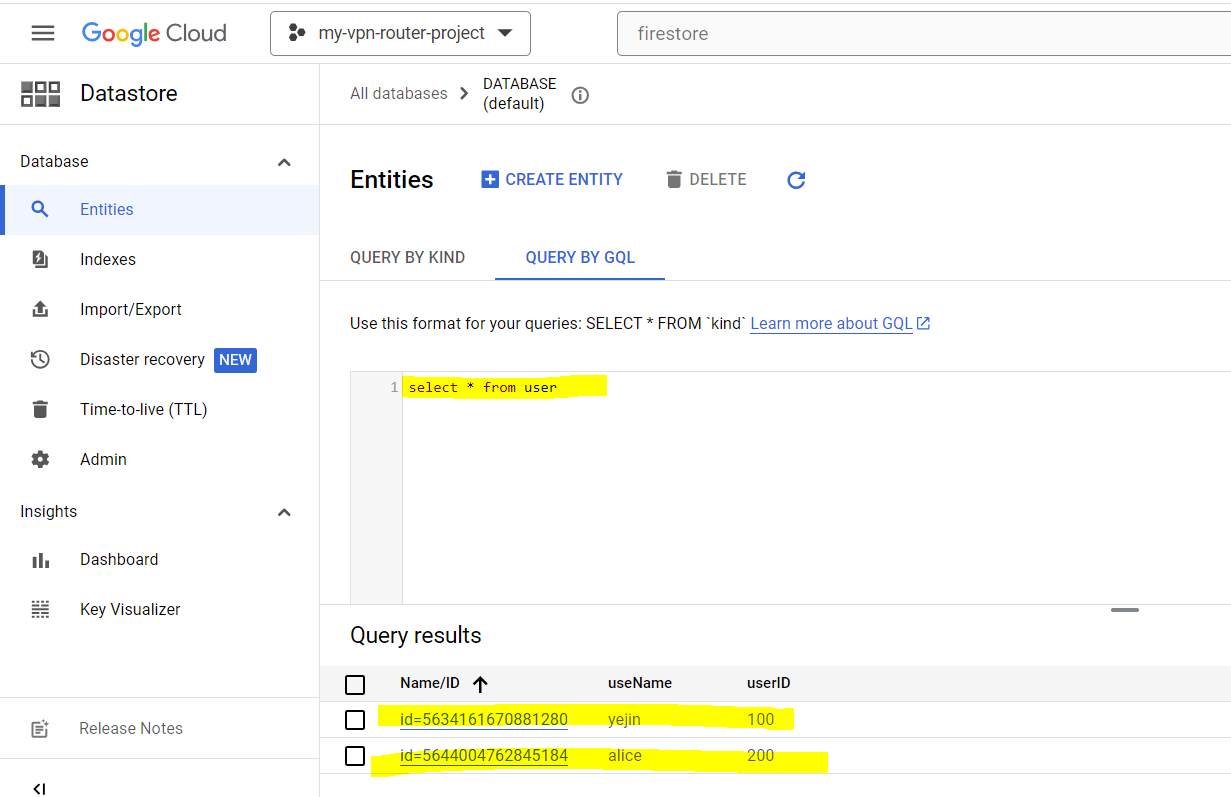 Google Cloud
my-vpn-router-project
firestore
Datastore
All databases
DATABASE
(default)
Database
Entities
Indexes
Import/Export
Disaster recovery NEW
Time-to-live (TTL)
Admin
Insights
Dashboard
Key Visualizer
Release Notes
Entities
CREATE ENTITY
DELETE
QUERY BY KIND
QUERY BY GQL
Use this format for your queries: SELECT * FROM `kind` Learn more about GQL
1 select * from user
Query results
Name/ID useName userID
id=5634161670881280 yejin 100
id=5644004762845184 alice 200